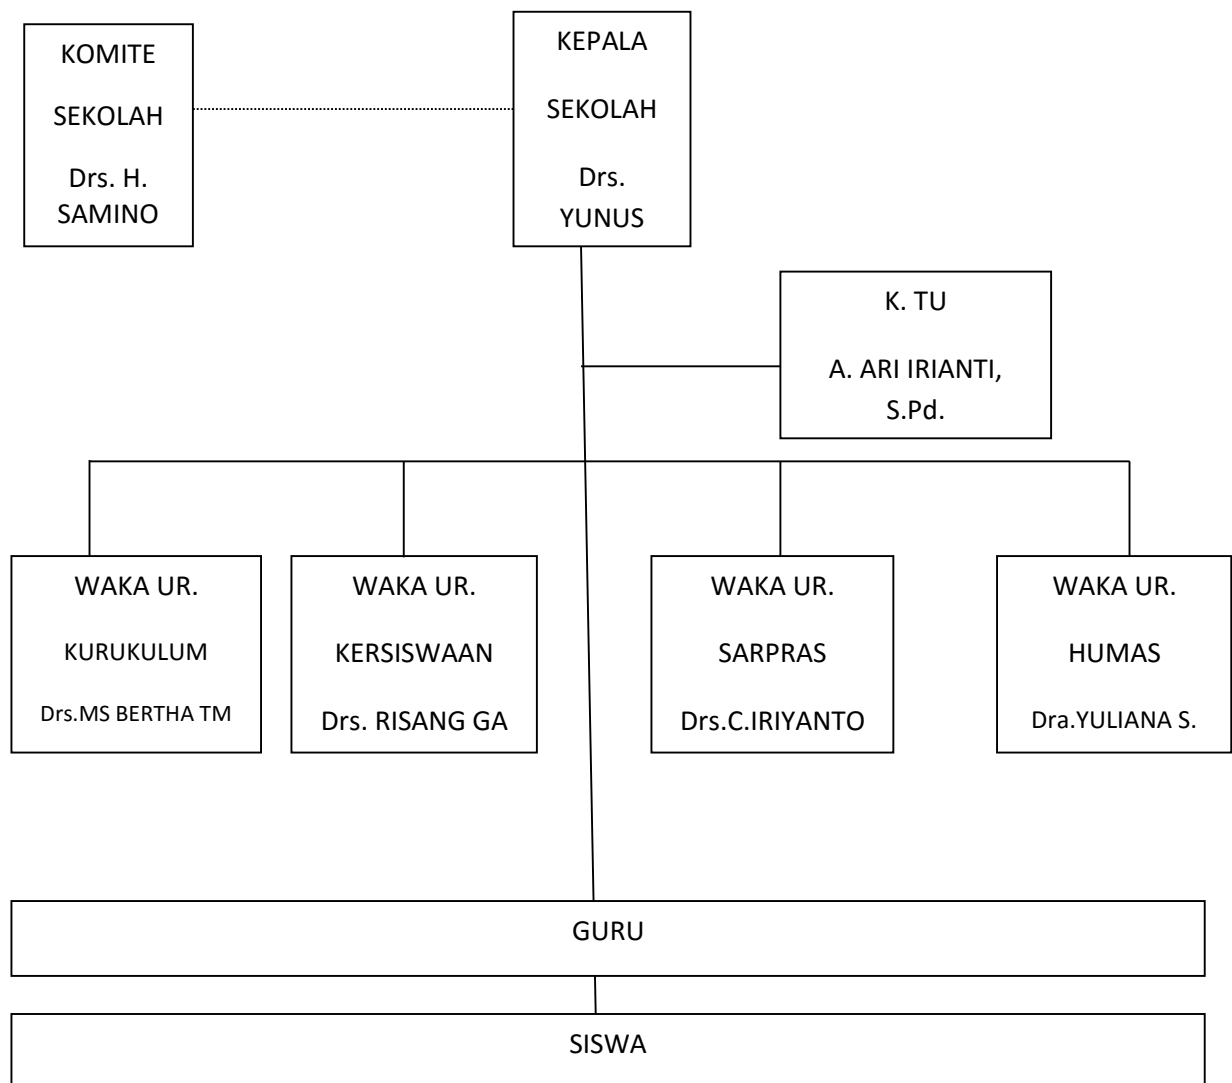 KOMITE
SEKOLAH
Drs. H.
SAMINO
KEPALA
SEKOLAH
Drs.
YUNUS
K. TU
A. ARI IRIANTI,
S.Pd.
WAKA UR.
KURUKULUM
Drs.MS BERTHA TM
WAKA UR.
KERSISWAAN
Drs. RISANG GA
WAKA UR.
SARPRAS
Drs.C.IRIYANTO
WAKA UR.
HUMAS
Dra.YULIANA S.
GURU
SISWA